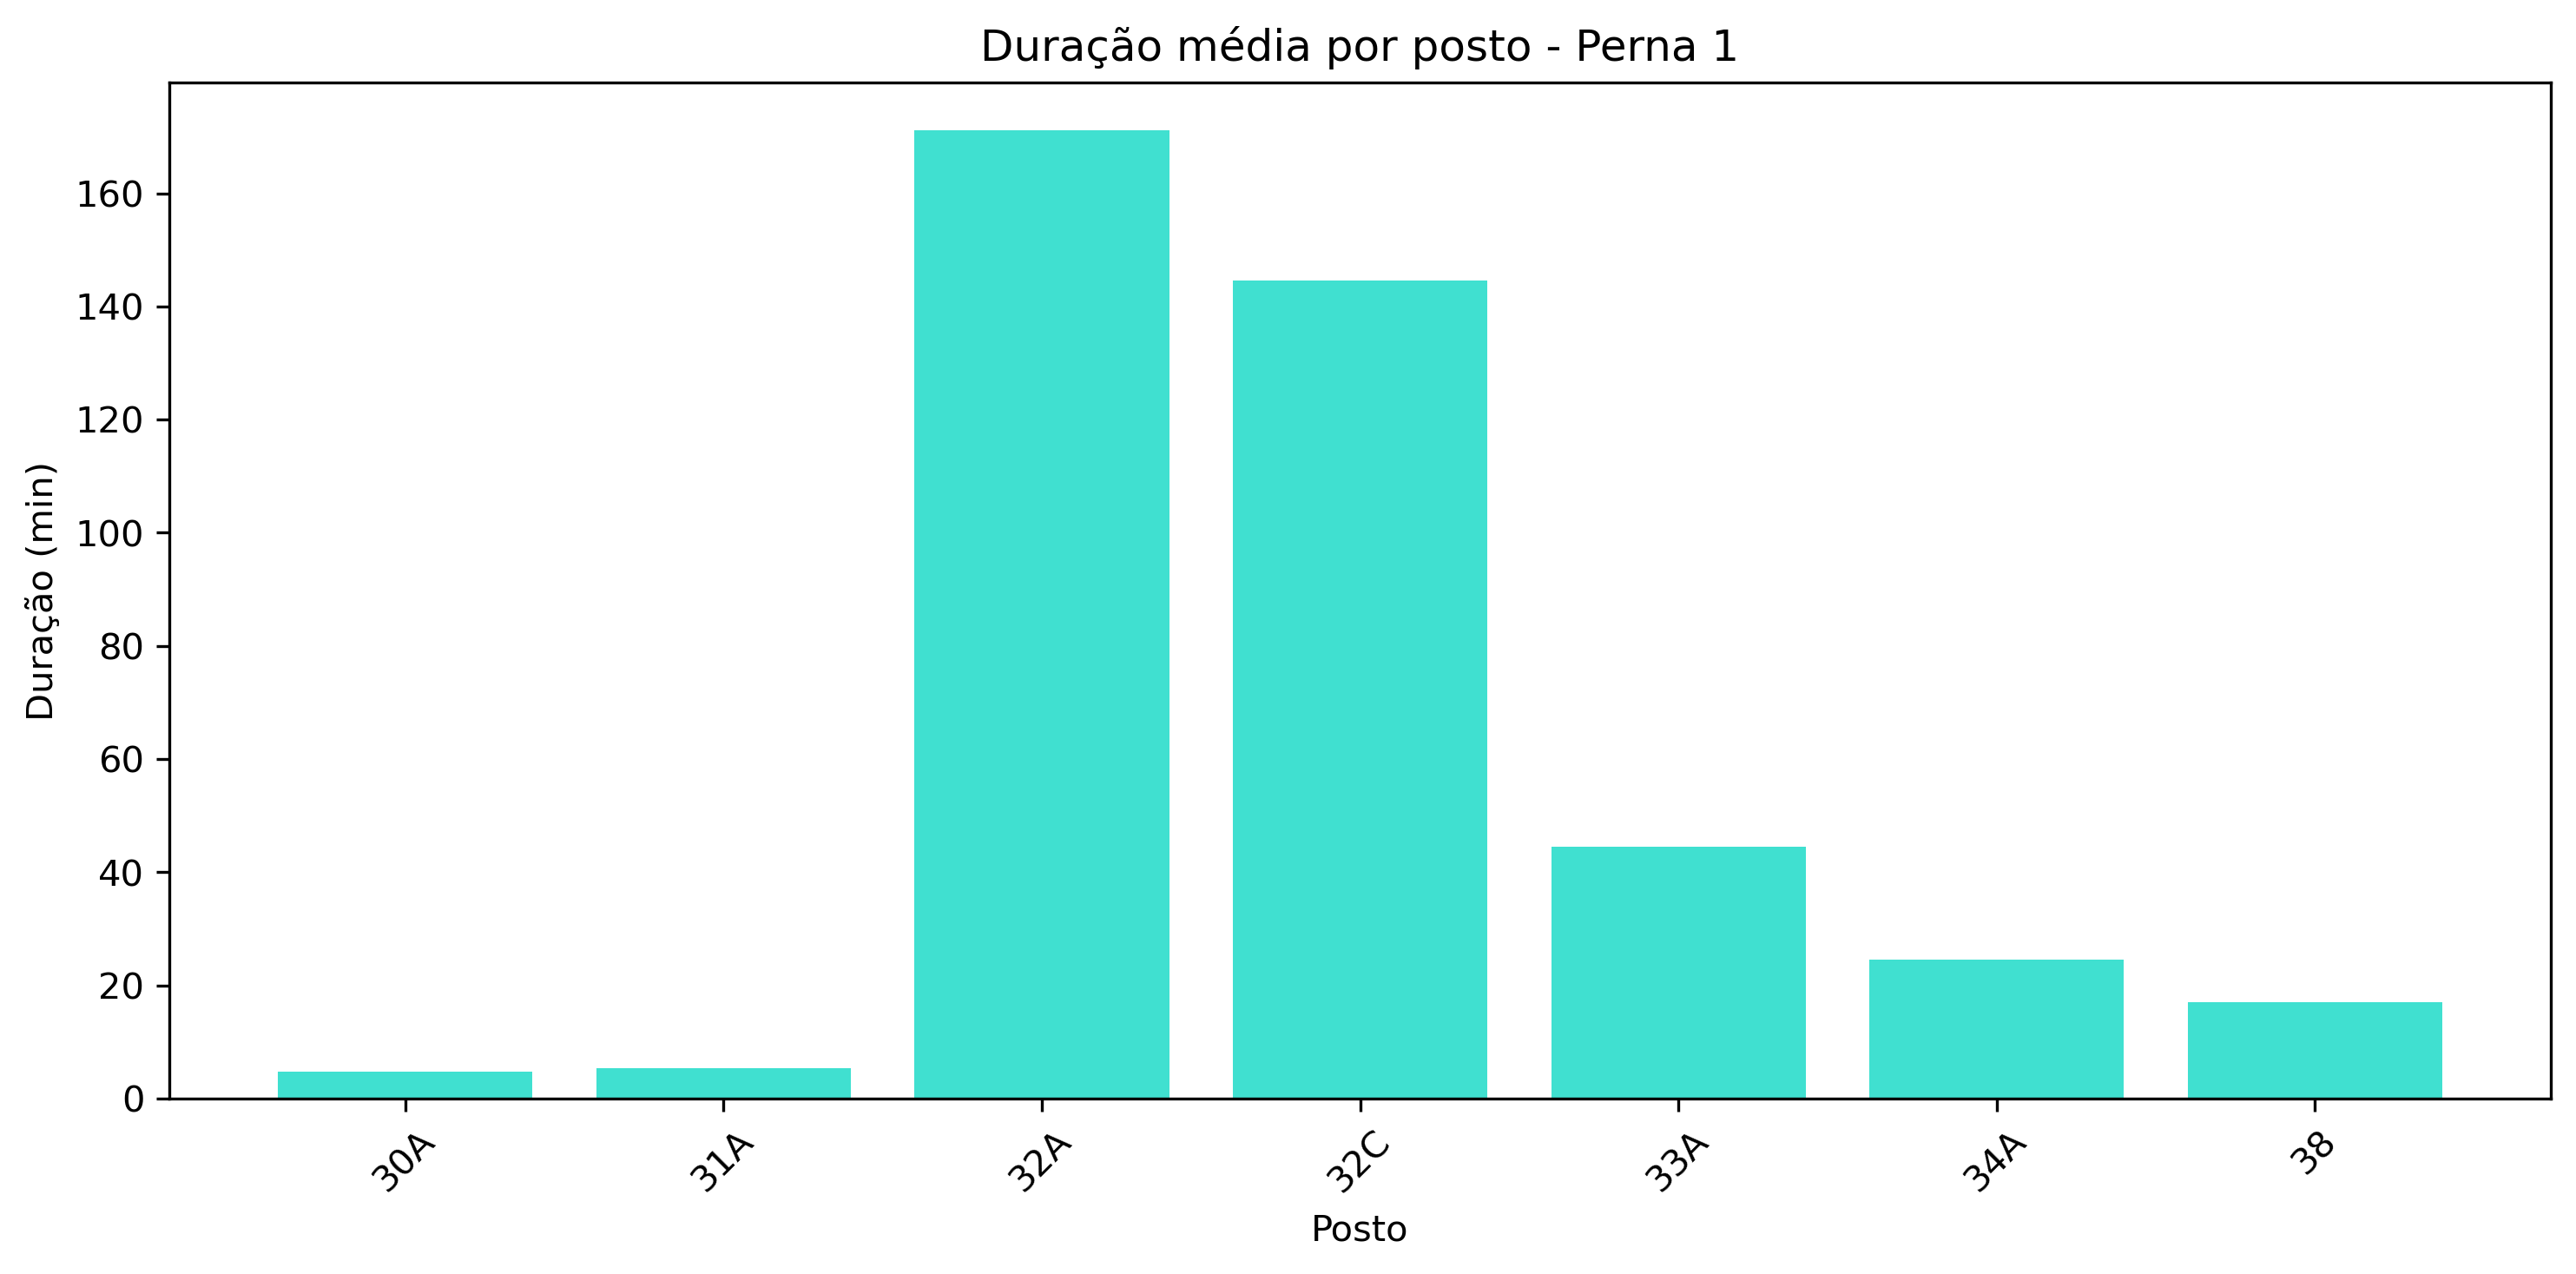 Duração média por posto - Perna 1
Duração (min)
160
140
120
100
80
60
40
20
0
30A
31A
32A
32C
33A
34A
38
Posto